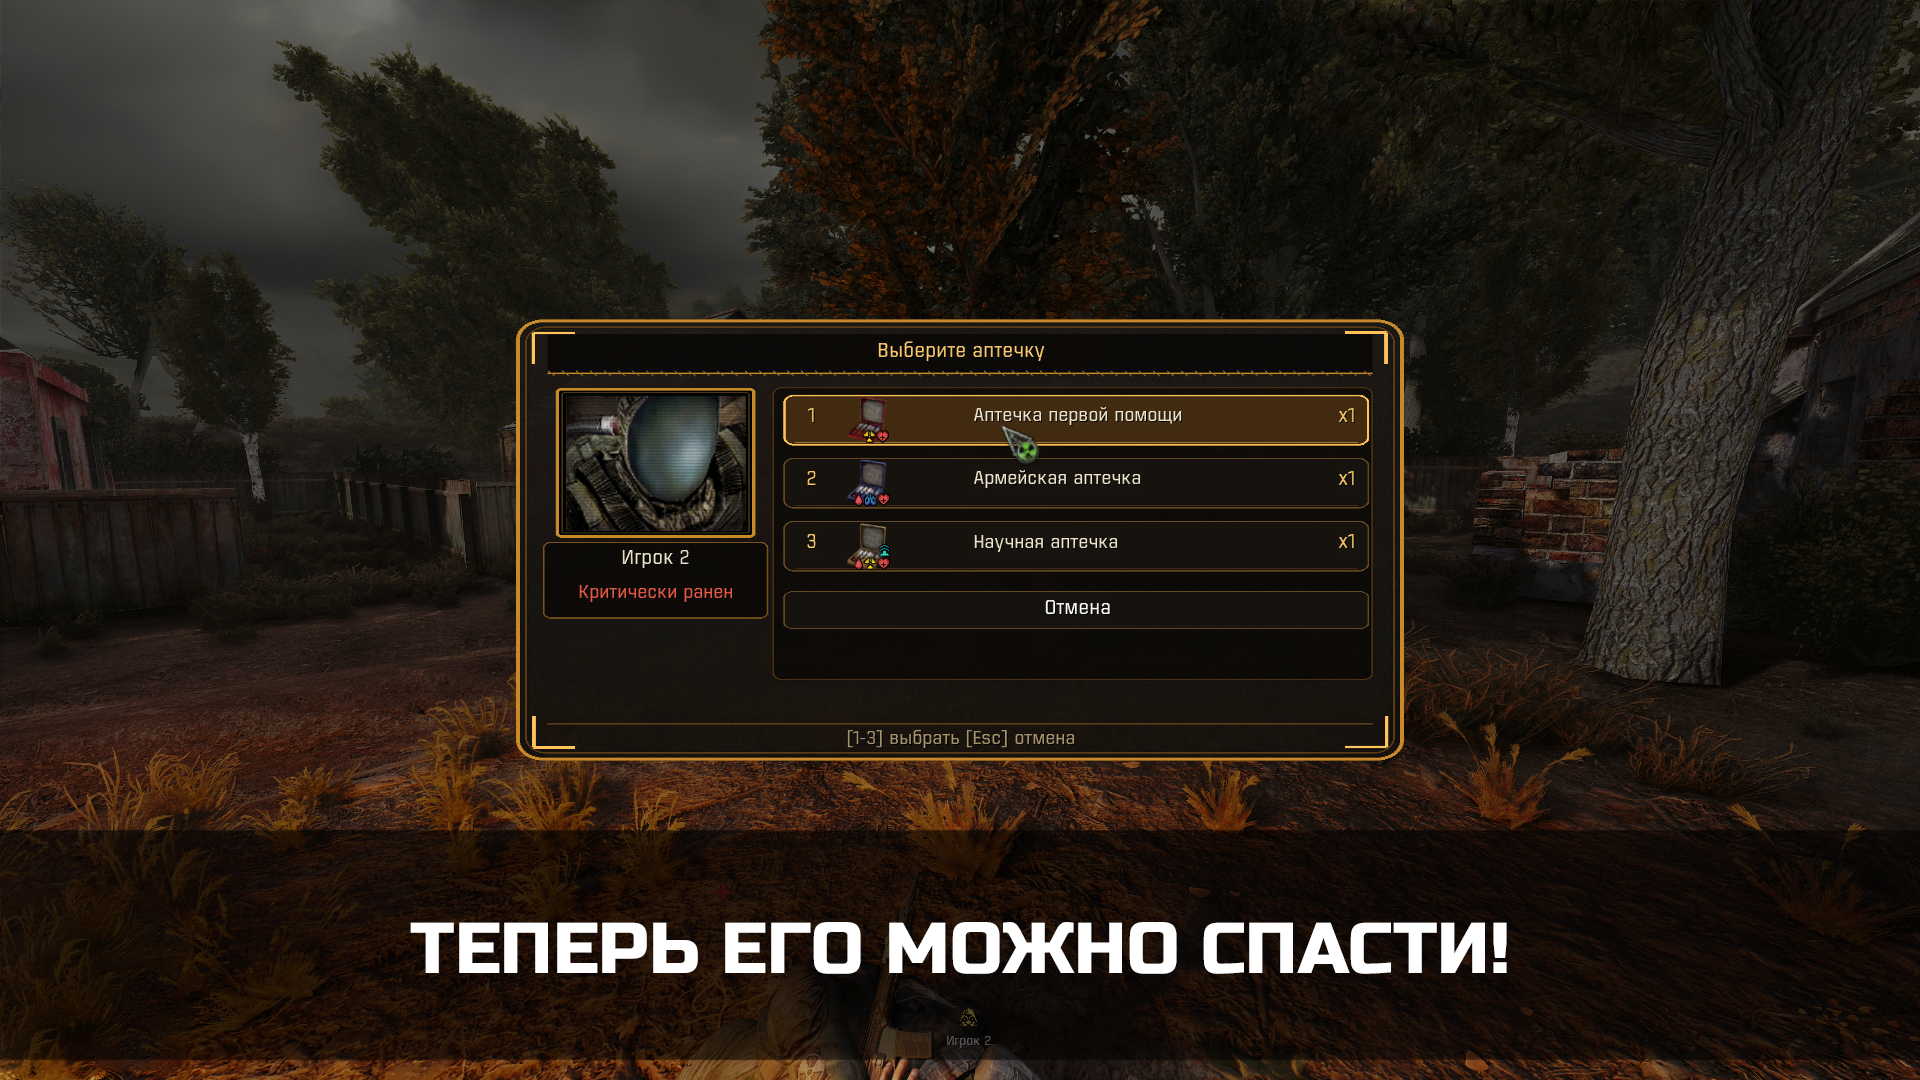 Выберите аптечку
1 Аптечка первой помощи x1
2 Армейская аптечка x1
3 Научная аптечка x1
Отмена
Игрок 2
Критически ранен
[1-3] выбрать [Esc] отмена
ТЕПЕРЬ ЕГО МОЖНО СПАСТИ!
Игрок 2